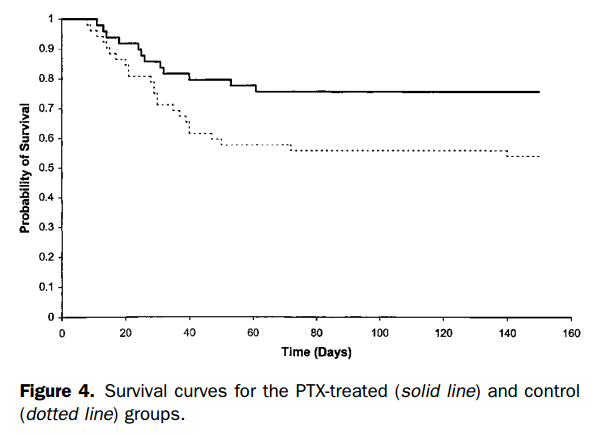 1
0.9
0.8
0.7
0.6
0.5
0.4
0.3
0.2
0.1
0
Probability of Survival
0 20 40 60 80 100 120 140 160
Time (Days)
Figure 4. Survival curves for the PTX-treated (solid line) and control
(dotted line) groups.